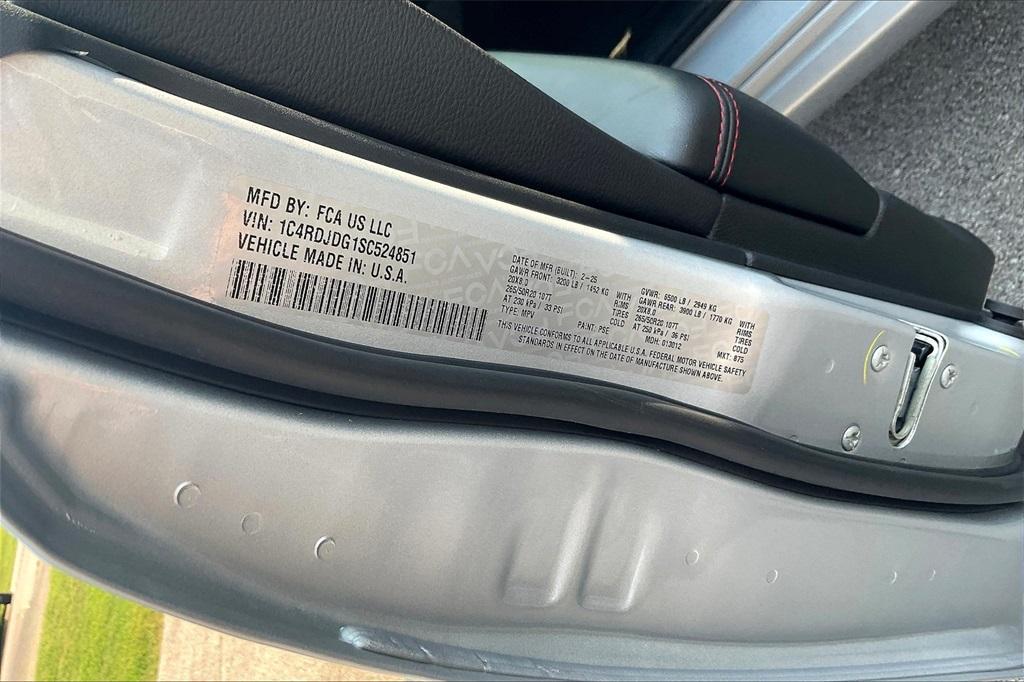 MFD BY: FCA US LLC
VIN: 1C4RDJDG1SC524851
VEHICLE MADE IN: U.S.A.
DATE OF MFR (BUILT): 2-25 GVWR: 6500 LB / 2949 KG
GAWR FRONT: 3200 LB / 1452 KG WITH GAWR REAR: 3900 LB / 1770 KG WITH
20X8.0 RIMS 20X8.0 RIMS
265/50R20 107T TIRES 265/50R20 107T TIRES
AT 230 kPa / 33 PSI COLD AT 250 kPa / 36 PSI COLD
TYPE: MPV PAINT: PSE MDH: 013012 MKT: 875
THIS VEHICLE CONFORMS TO ALL APPLICABLE U.S.A. FEDERAL MOTOR VEHICLE SAFETY
STANDARDS IN EFFECT ON THE DATE OF MANUFACTURE SHOWN ABOVE.